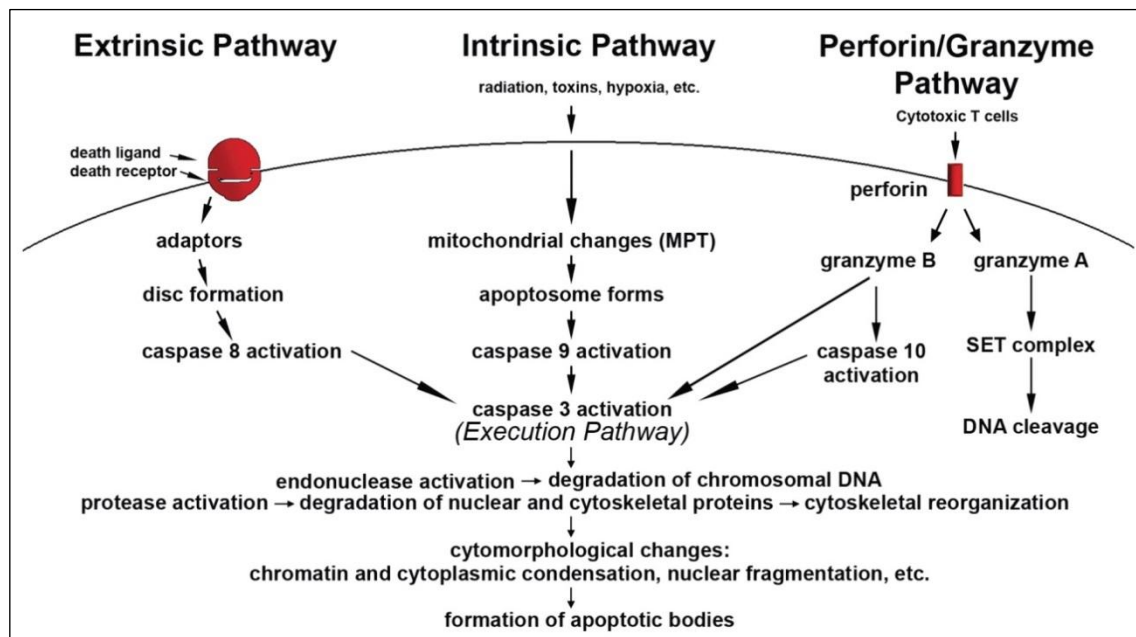 Extrinsic Pathway
Intrinsic Pathway
Perforin/Granzyme
Pathway
radiation, toxins, hypoxia, etc.
Cytotoxic T cells
death ligand
death receptor
perforin
adaptors
mitochondrial changes (MPT)
granzyme B
granzyme A
disc formation
apoptosome forms
caspase 8 activation
caspase 9 activation
caspase 10
activation
SET complex
caspase 3 activation
(Execution Pathway)
DNA cleavage
endonuclease activation → degradation of chromosomal DNA
protease activation → degradation of nuclear and cytoskeletal proteins → cytoskeletal reorganization
cytomorphological changes:
chromatin and cytoplasmic condensation, nuclear fragmentation, etc.
formation of apoptotic bodies